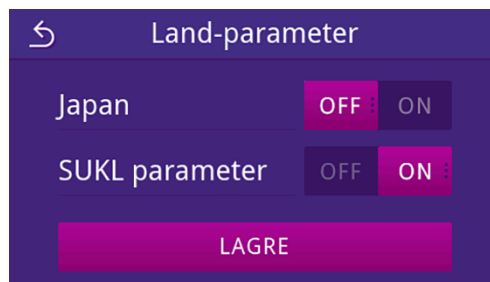 Land-parameter
Japan OFF ON
SUKL parameter OFF ON
LAGRE